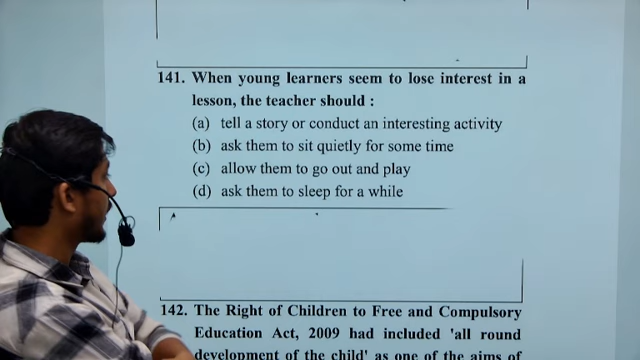 141. When young learners seem to lose interest in a
lesson, the teacher should :
(a) tell a story or conduct an interesting activity
(b) ask them to sit quietly for some time
(c) allow them to go out and play
(d) ask them to sleep for a while
142. The Right of Children to Free and Compulsory
Education Act, 2009 had included 'all round
development of the child' as one of the aims of